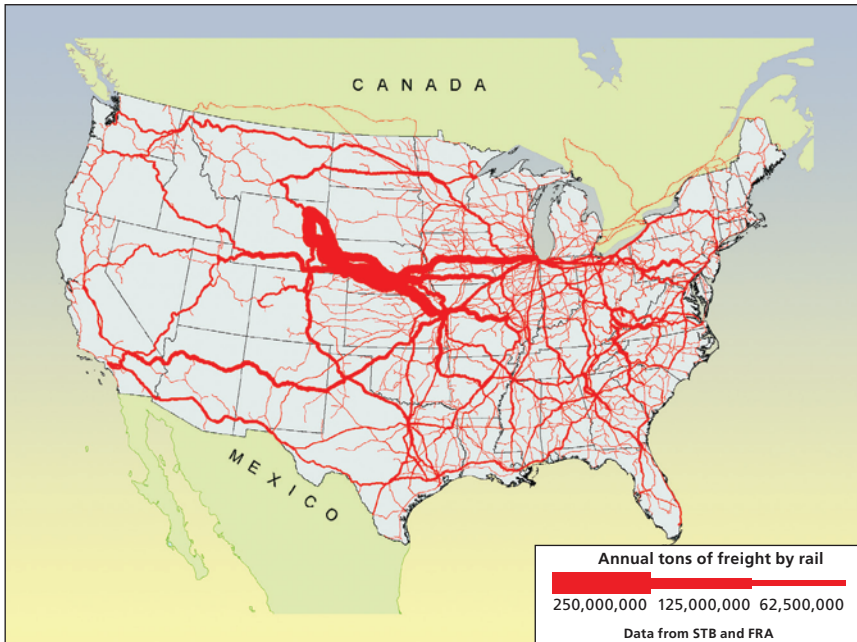 CANADA
MEXICO
Annual tons of freight by rail
250,000,000 125,000,000 62,500,000
Data from STB and FRA